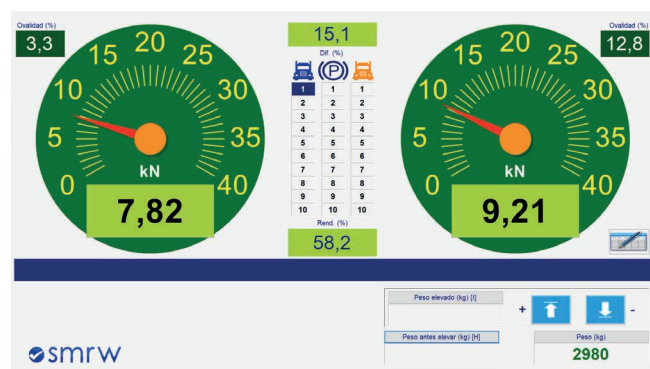 Ovalidad (%)
3,3
0
5
10
15
20
25
30
35
40
kN
7,82
15,1
Dif. (%)
P
1 1 1
2 2 2
3 3 3
4 4 4
5 5 5
6 6 6
7 7 7
8 8 8
9 9 9
10 10 10
Rend. (%)
58,2
Ovalidad (%)
12,8
0
5
10
15
20
25
30
35
40
kN
9,21
Peso elevado (kg) [I]
+ -
Peso antes elevar (kg) [H]
Peso (kg)
2980
smrw